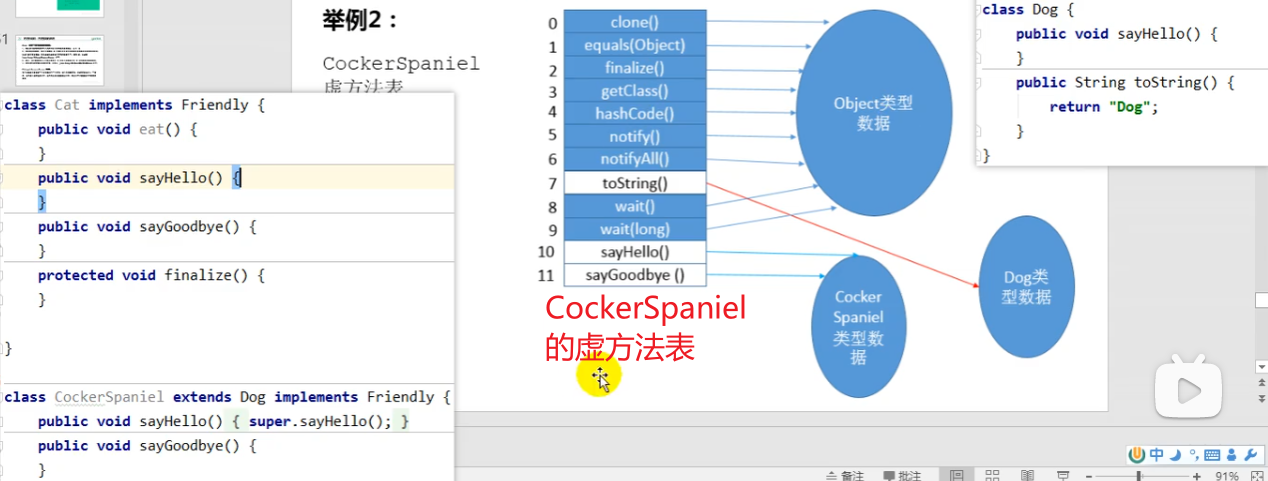 51
举例2：
CockerSpaniel
虚方法表
class Cat implements Friendly {
public void eat() {
}
public void sayHello() {
}
public void sayGoodbye() {
}
protected void finalize() {
}
}
class CockerSpaniel extends Dog implements Friendly {
public void sayHello() { super.sayHello(); }
public void sayGoodbye() {
}
0 clone()
1 equals(Object)
2 finalize()
3 getClass()
4 hashCode()
5 notify()
6 notifyAll()
7 toString()
8 wait()
9 wait(long)
10 sayHello()
11 sayGoodbye ()
CockerSpaniel
的虚方法表
Object类型
数据
Cocker
Spaniel
类型数
据
Dog类
型数据
class Dog {
public void sayHello() {
}
public String toString() {
return "Dog";
}
}
中
备注
批注
91%